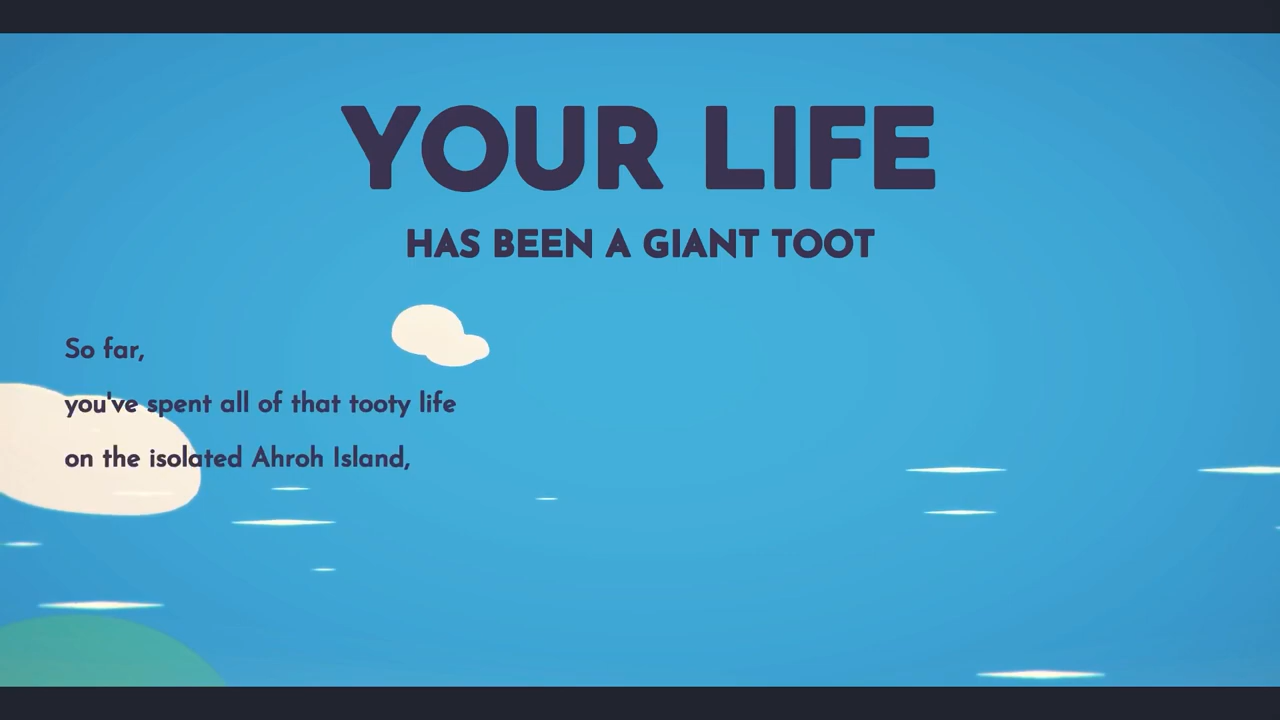 YOUR LIFE
HAS BEEN A GIANT TOOT
So far,
you've spent all of that tooty life
on the isolated Ahroh Island,